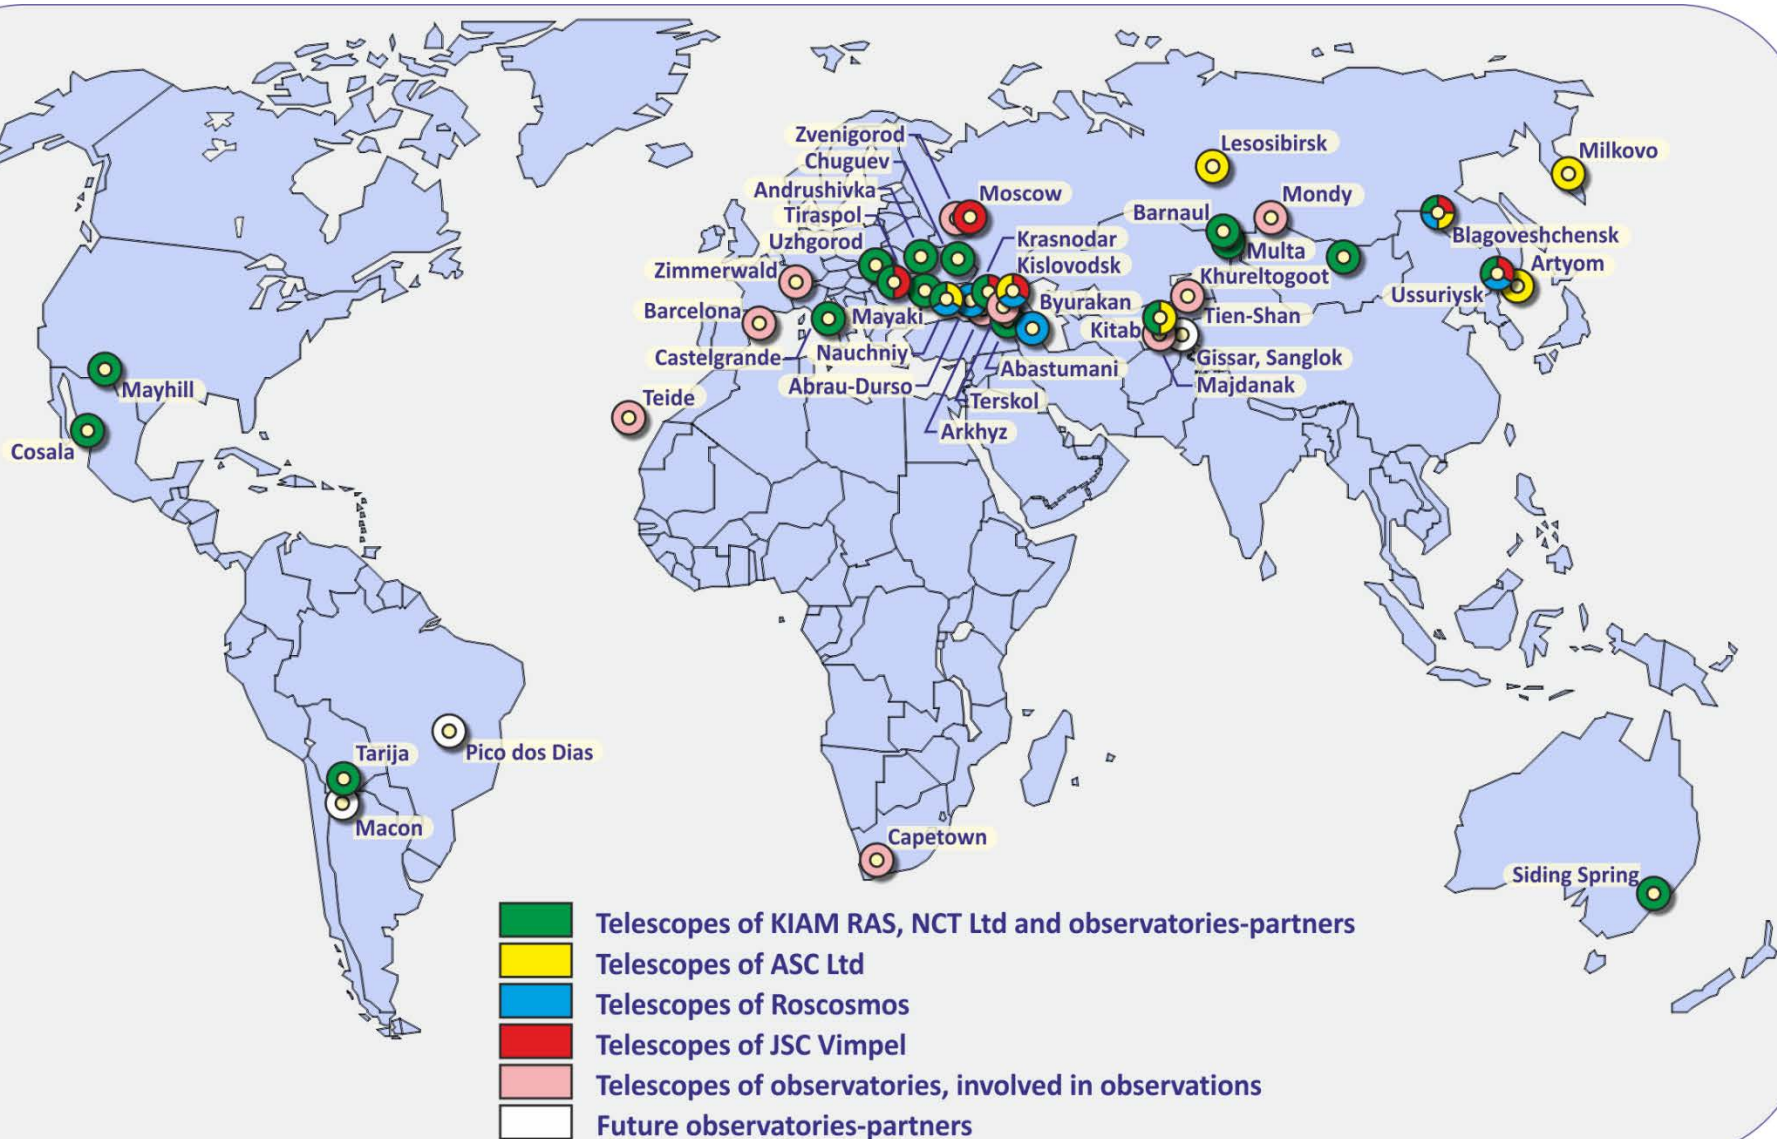 Zvenigorod
Chuguev
Andrushivka
Tiraspol
Uzhgorod
Zimmerwald
Barcelona
Castelgrande
Mayaki
Nauchniy
Abrau-Durso
Teide
Moscow
Krasnodar
Kislovodsk
Byurakan
Abastumani
Terskol
Arkhyz
Lesosibirsk
Milkovo
Barnaul
Mondy
Multa
Blagoveshchensk
Khureltogoot
Artyom
Ussuriysk
Tien-Shan
Kitab
Gissar, Sanglok
Majdanak
Mayhill
Cosala
Tarija
Pico dos Dias
Macon
Capetown
Siding Spring
Telescopes of KIAM RAS, NCT Ltd and observatories-partners
Telescopes of ASC Ltd
Telescopes of Roscosmos
Telescopes of JSC Vimpel
Telescopes of observatories, involved in observations
Future observatories-partners